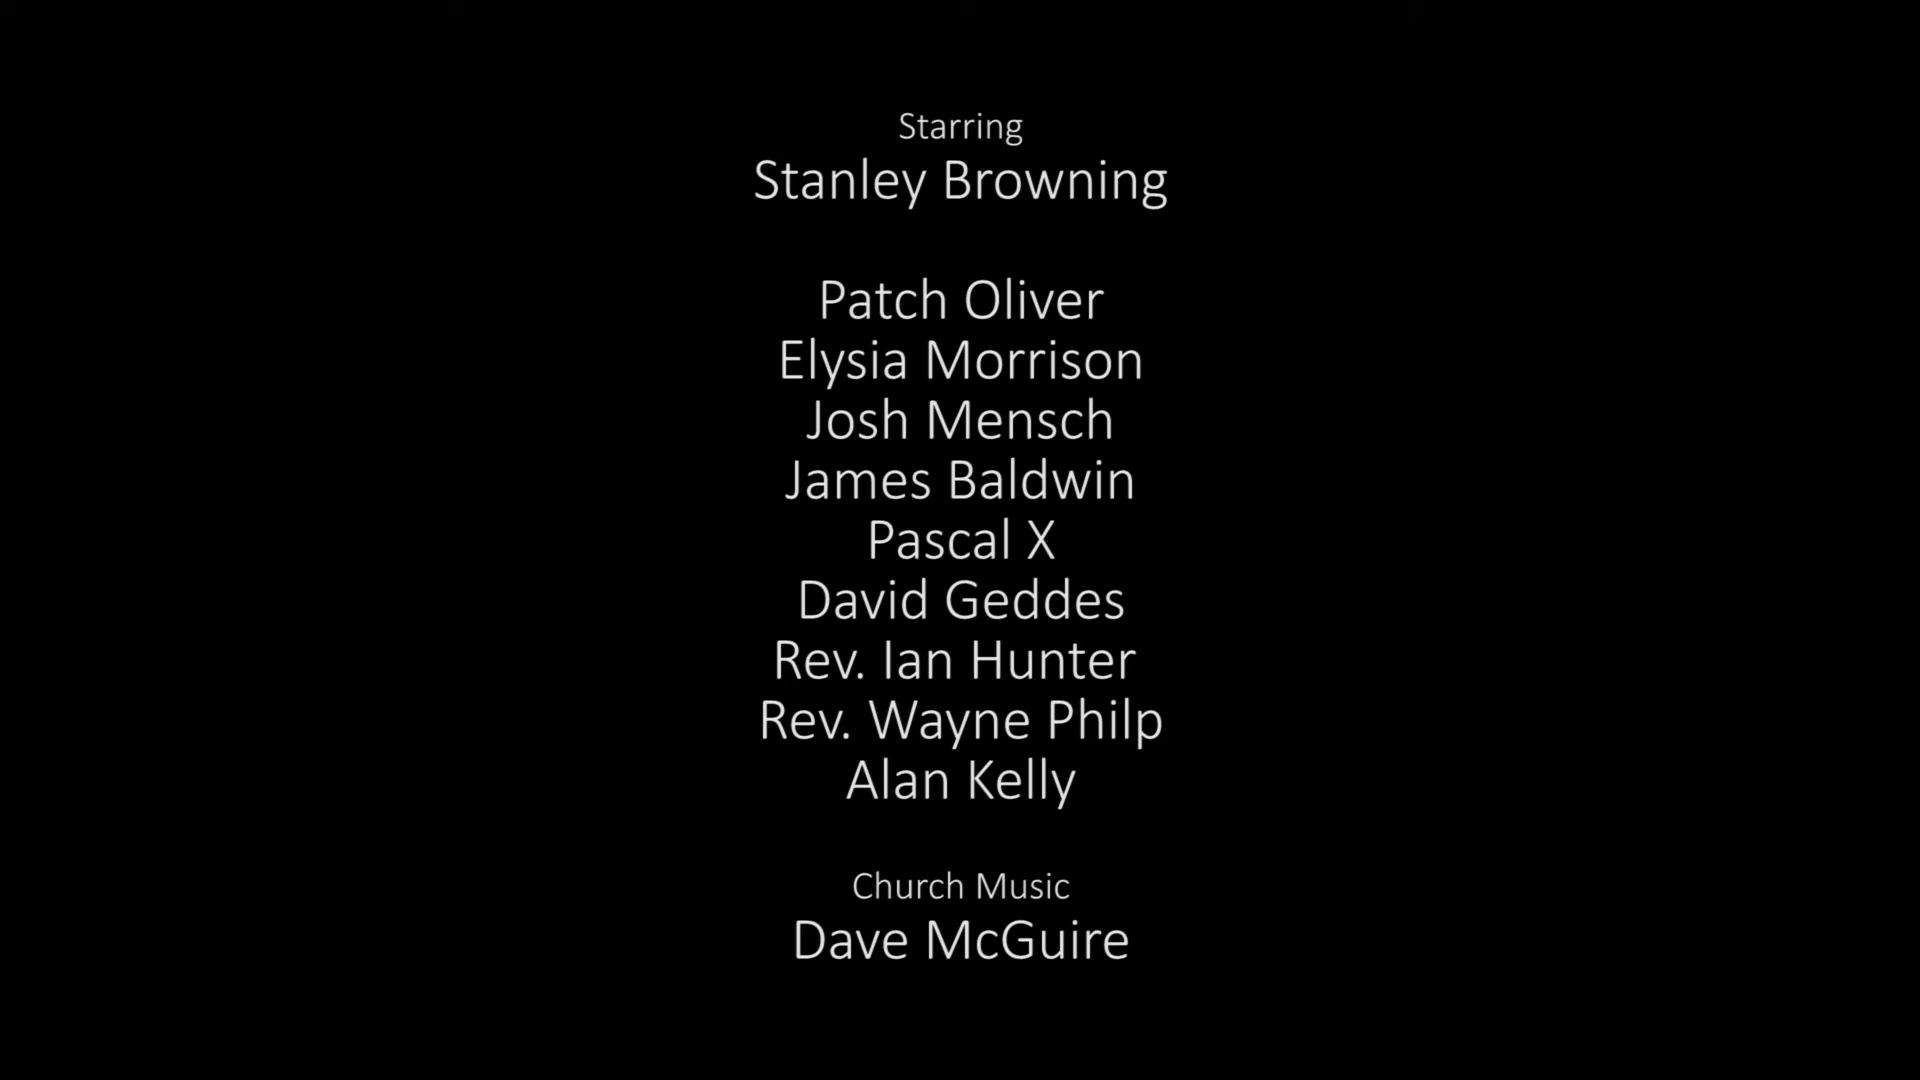 Starring
Stanley Browning
Patch Oliver
Elysia Morrison
Josh Mensch
James Baldwin
Pascal X
David Geddes
Rev. Ian Hunter
Rev. Wayne Philp
Alan Kelly
Church Music
Dave McGuire